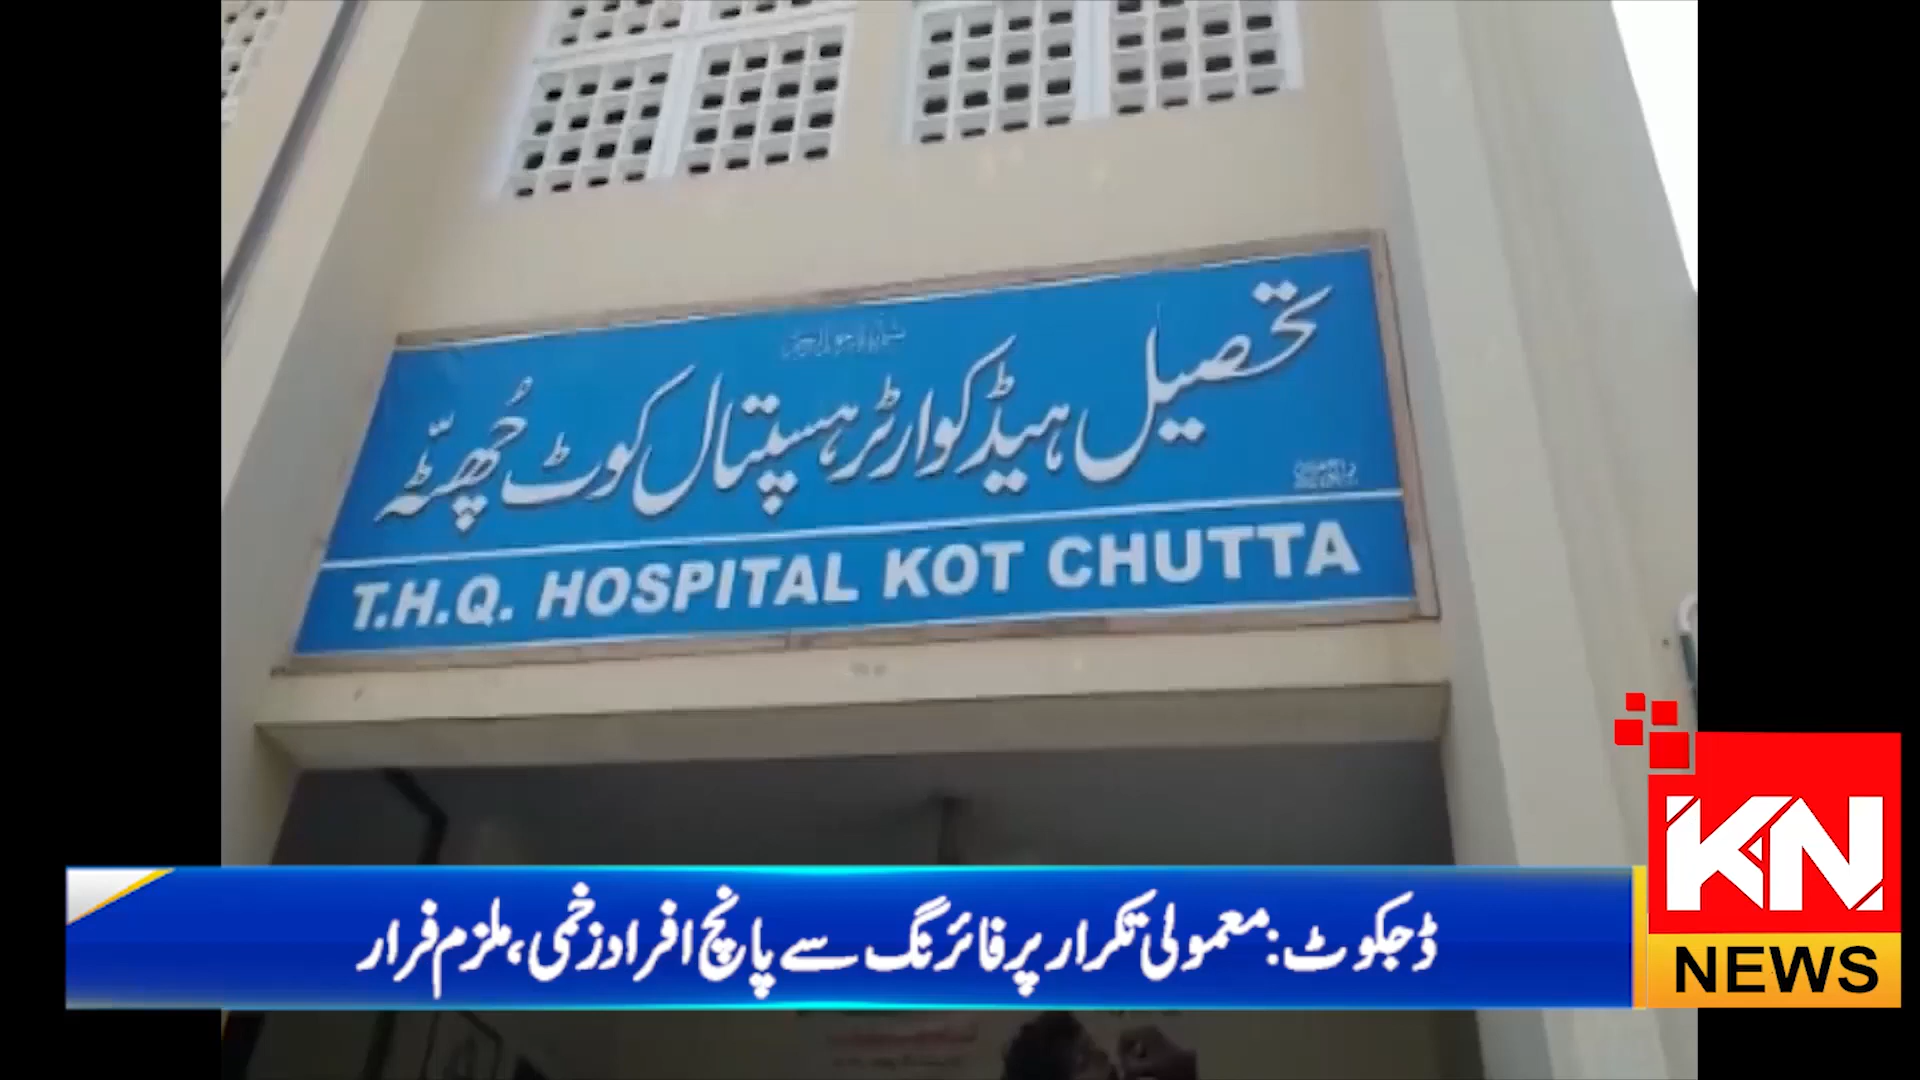 تحصیل ہیڈ کوارٹر ہسپتال کوٹ چُھٹّہ
T.H.Q. HOSPITAL KOT CHUTTA
ڈجکوٹ: معمولی تکرار پر فائرنگ سے پانچ افراد زخمی، ملزم فرار
KN
NEWS